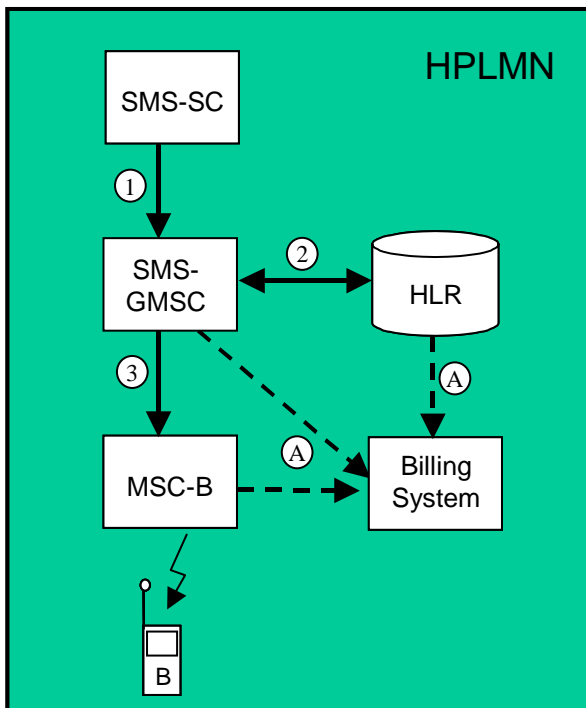 HPLMN
SMS-SC
1
SMS-
GMSC
2
HLR
3
A
A
MSC-B
Billing
System
B